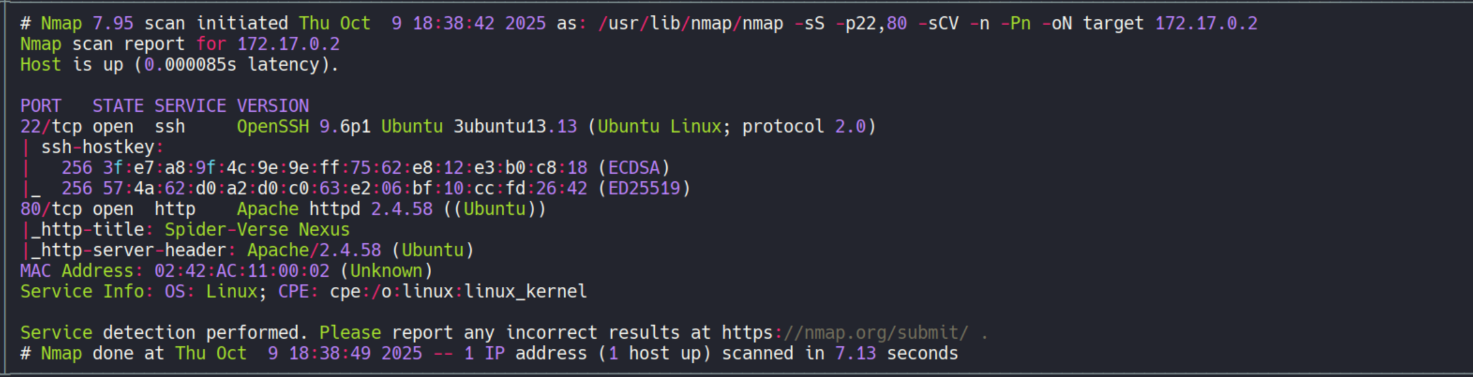 # Nmap 7.95 scan initiated Thu Oct  9 18:38:42 2025 as: /usr/lib/nmap/nmap -sS -p22,80 -sCV -n -Pn -oN target 172.17.0.2
Nmap scan report for 172.17.0.2
Host is up (0.000085s latency).

PORT   STATE SERVICE VERSION
22/tcp open  ssh     OpenSSH 9.6p1 Ubuntu 3ubuntu13.13 (Ubuntu Linux; protocol 2.0)
| ssh-hostkey:
|   256 3f:e7:a8:9f:4c:9e:9e:ff:75:62:e8:12:e3:b0:c8:18 (ECDSA)
|_  256 57:4a:62:d0:a2:d0:c0:63:e2:06:bf:10:cc:fd:26:42 (ED25519)
80/tcp open  http    Apache httpd 2.4.58 ((Ubuntu))
|_http-title: Spider-Verse Nexus
|_http-server-header: Apache/2.4.58 (Ubuntu)
MAC Address: 02:42:AC:11:00:02 (Unknown)
Service Info: OS: Linux; CPE: cpe:/o:linux:linux_kernel

Service detection performed. Please report any incorrect results at https://nmap.org/submit/ .
# Nmap done at Thu Oct  9 18:38:49 2025 -- 1 IP address (1 host up) scanned in 7.13 seconds